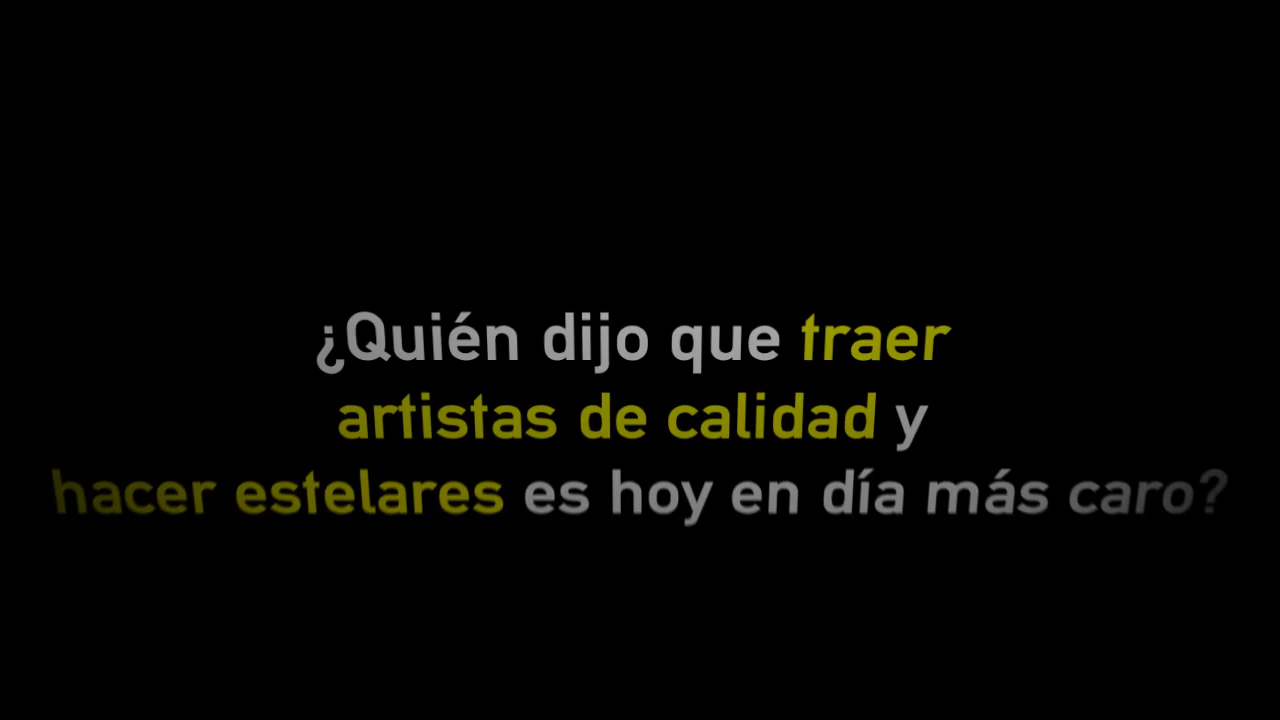 ¿Quién dijo que traer
artistas de calidad y
hacer estelares es hoy en día más caro?